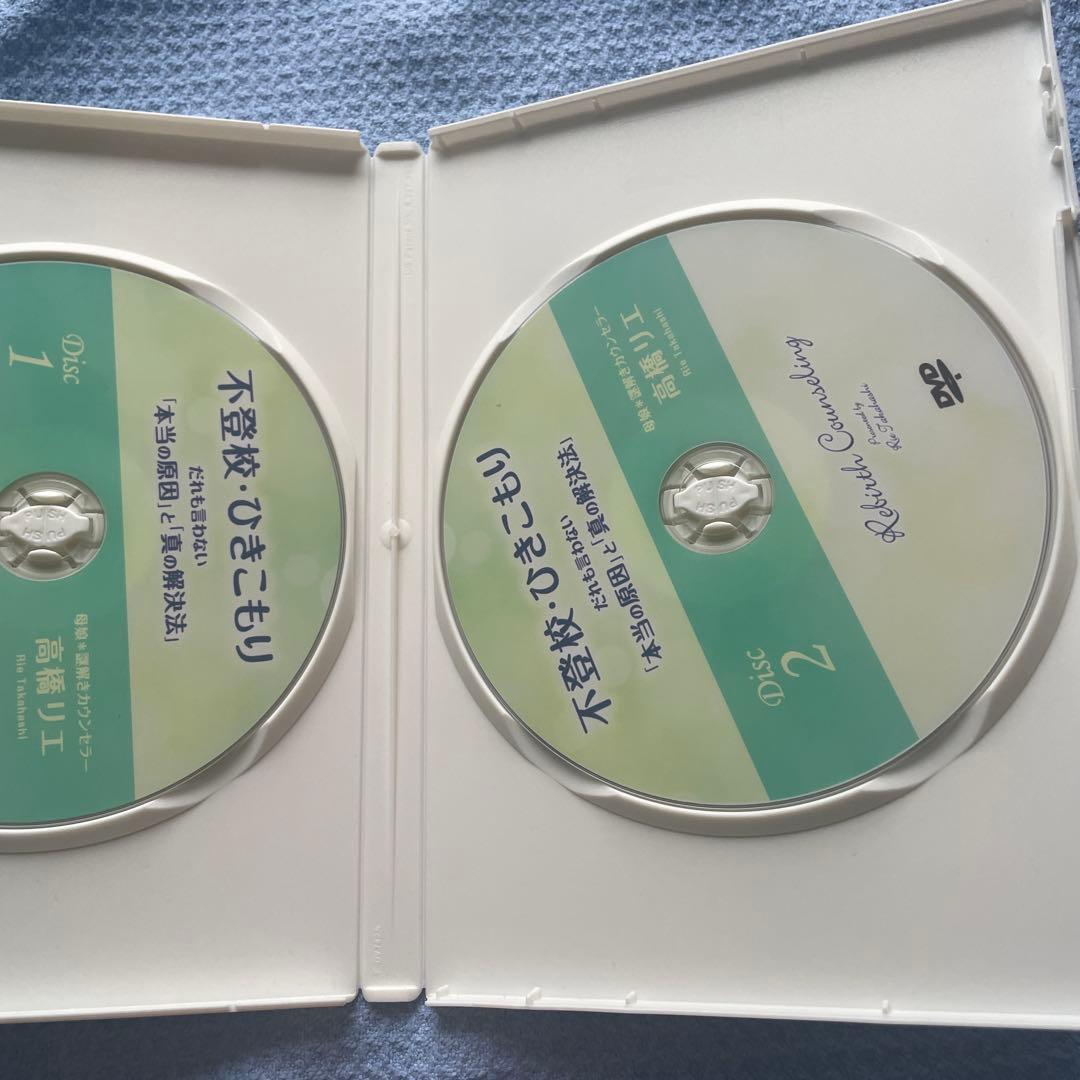 不登校・ひきこもり
だれも言わない
「本当の原因」と「真の解決法」
Disc
1
母娘*謎解きカウンセラー
高橋リエ
Rie Takahashi
PUSH
不登校・ひきこもり
だれも言わない
「本当の原因」と「真の解決法」
母娘*謎解きカウンセラー
高橋リエ
Rie Takahashi
Disc
2
PUSH
Rebirth Counseling
Presented by
Rie Takahashi
DVD